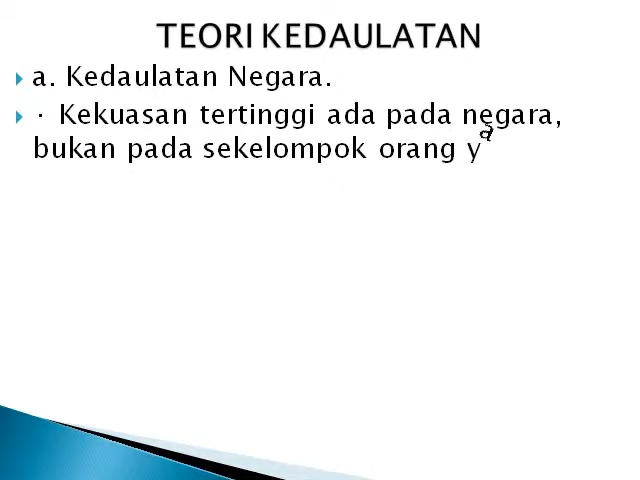 TEORI KEDAULATAN
a. Kedaulatan Negara.
· Kekuasan tertinggi ada pada negara,
bukan pada sekelompok orang y